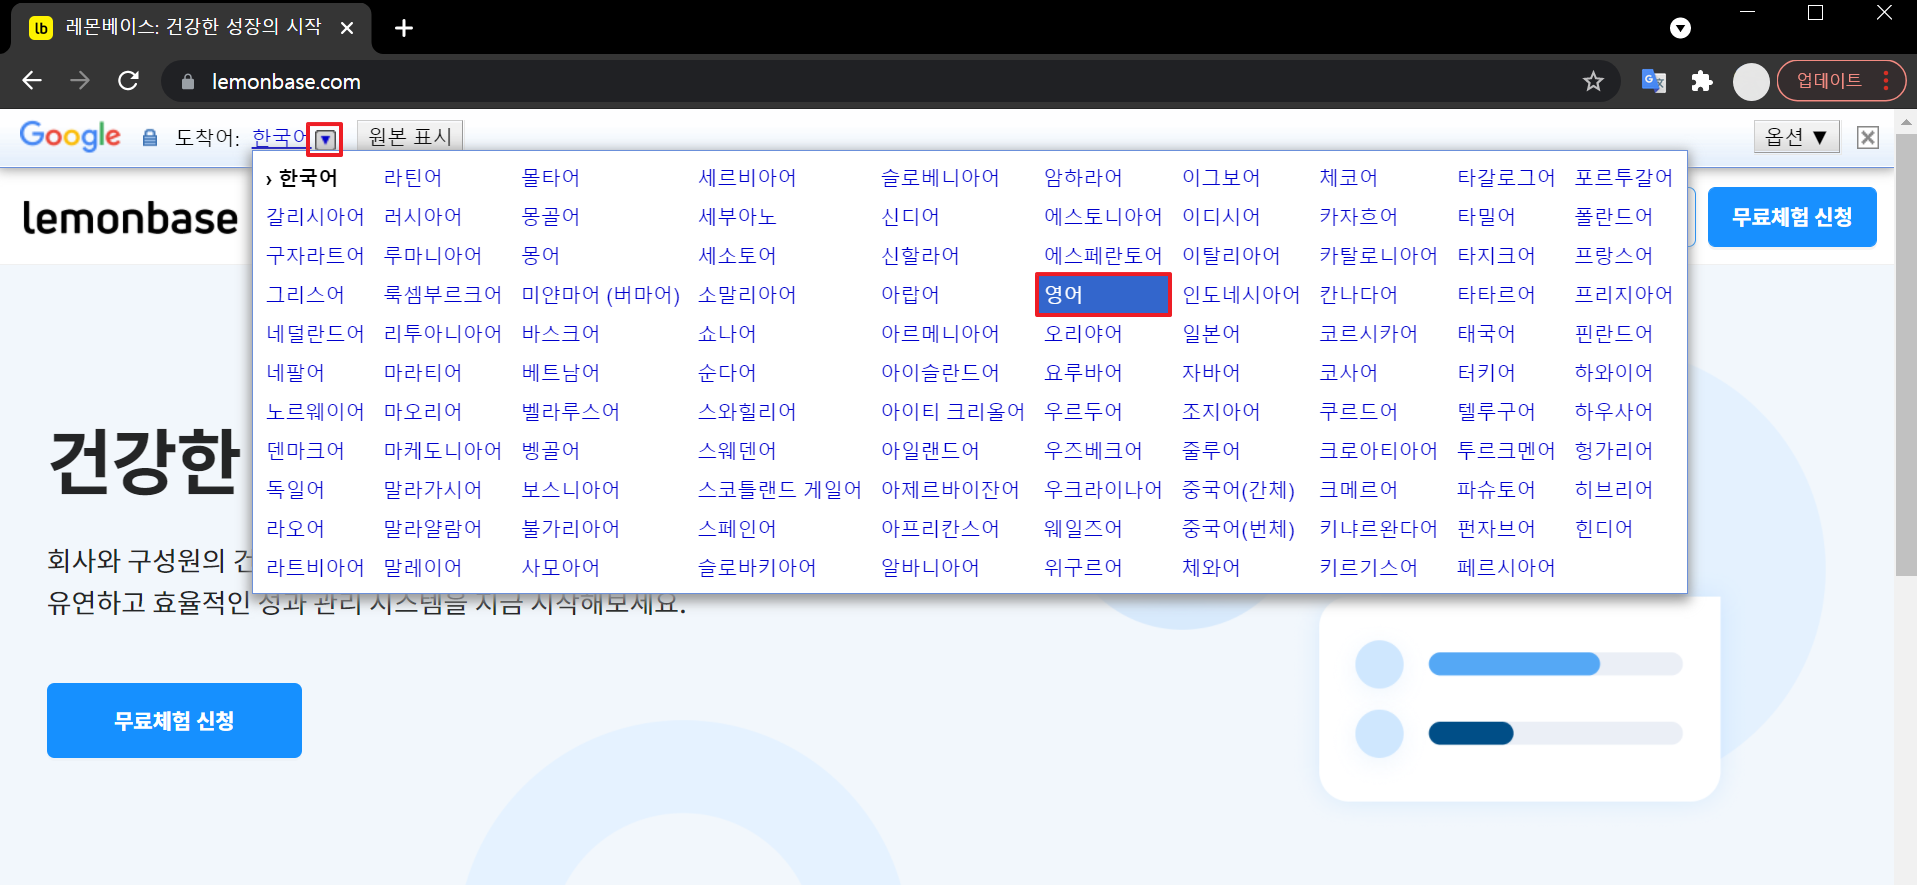 lb 레몬베이스: 건강한 성장의 시작
lemonbase.com
업데이트
Google 도착어: 한국어 ▼ 원본 표시 옵션 ▼
› 한국어 라틴어 몰타어 세르비아어 슬로베니아어 암하라어 이그보어 체코어 타갈로그어 포르투갈어
갈리시아어 러시아어 몽골어 세부아노 신디어 에스토니아어 이디시어 카자흐어 타밀어 폴란드어
구자라트어 루마니아어 몽어 세소토어 신할라어 에스페란토어 이탈리아어 카탈로니아어 타지크어 프랑스어
그리스어 룩셈부르크어 미얀마어 (버마어) 소말리아어 아랍어 영어 인도네시아어 칸나다어 타타르어 프리지아어
네덜란드어 리투아니아어 바스크어 쇼나어 아르메니아어 오리야어 일본어 코르시카어 태국어 핀란드어
네팔어 마라티어 베트남어 순다어 아이슬란드어 요루바어 자바어 코사어 터키어 하와이어
노르웨이어 마오리어 벨라루스어 스와힐리어 아이티 크리올어 우르두어 조지아어 쿠르드어 텔루구어 하우사어
덴마크어 마케도니아어 벵골어 스웨덴어 아일랜드어 우즈베크어 줄루어 크로아티아어 투르크멘어 헝가리어
독일어 말라가시어 보스니아어 스코틀랜드 게일어 아제르바이잔어 우크라이나어 중국어(간체) 크메르어 파슈토어 히브리어
라오어 말라얄람어 불가리아어 스페인어 아프리칸스어 웨일즈어 중국어(번체) 키냐르완다어 펀자브어 힌디어
라트비아어 말레이어 사모아어 슬로바키아어 알바니아어 위구르어 체와어 키르기스어 페르시아어
lemonbase 무료체험 신청
건강한
회사와 구성원의 건
유연하고 효율적인 성과 관리 시스템을 지금 시작해보세요.
무료체험 신청